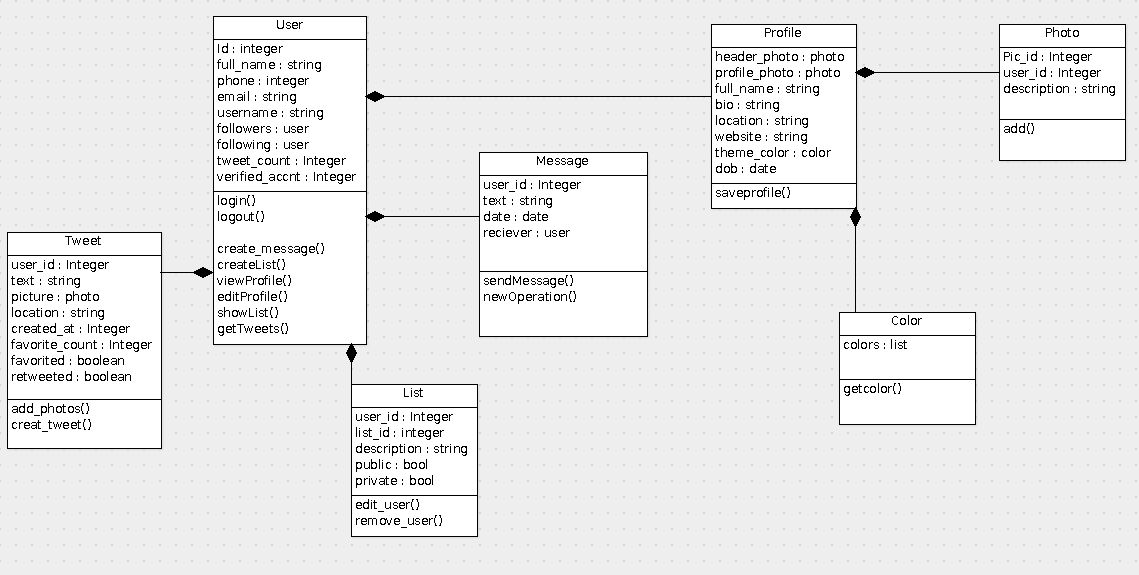 User
Id : integer
full_name : string
phone : integer
email : string
username : string
followers : user
following : user
tweet_count : Integer
verified_accnt : Integer
login()
logout()
create_message()
createList()
viewProfile()
editProfile()
showList()
getTweets()
Profile
header_photo : photo
profile_photo : photo
full_name : string
bio : string
location : string
website : string
theme_color : color
dob : date
saveprofile()
Photo
Pic_id : Integer
user_id : Integer
description : string
add()
Message
user_id : Integer
text : string
date : date
reciever : user
sendMessage()
newOperation()
Tweet
user_id : Integer
text : string
picture : photo
location : string
created_at : Integer
favorite_count : Integer
favorited : boolean
retweeted : boolean
add_photos()
creat_tweet()
Color
colors : list
getcolor()
List
user_id : Integer
list_id : integer
description : string
public : bool
private : bool
edit_user()
remove_user()